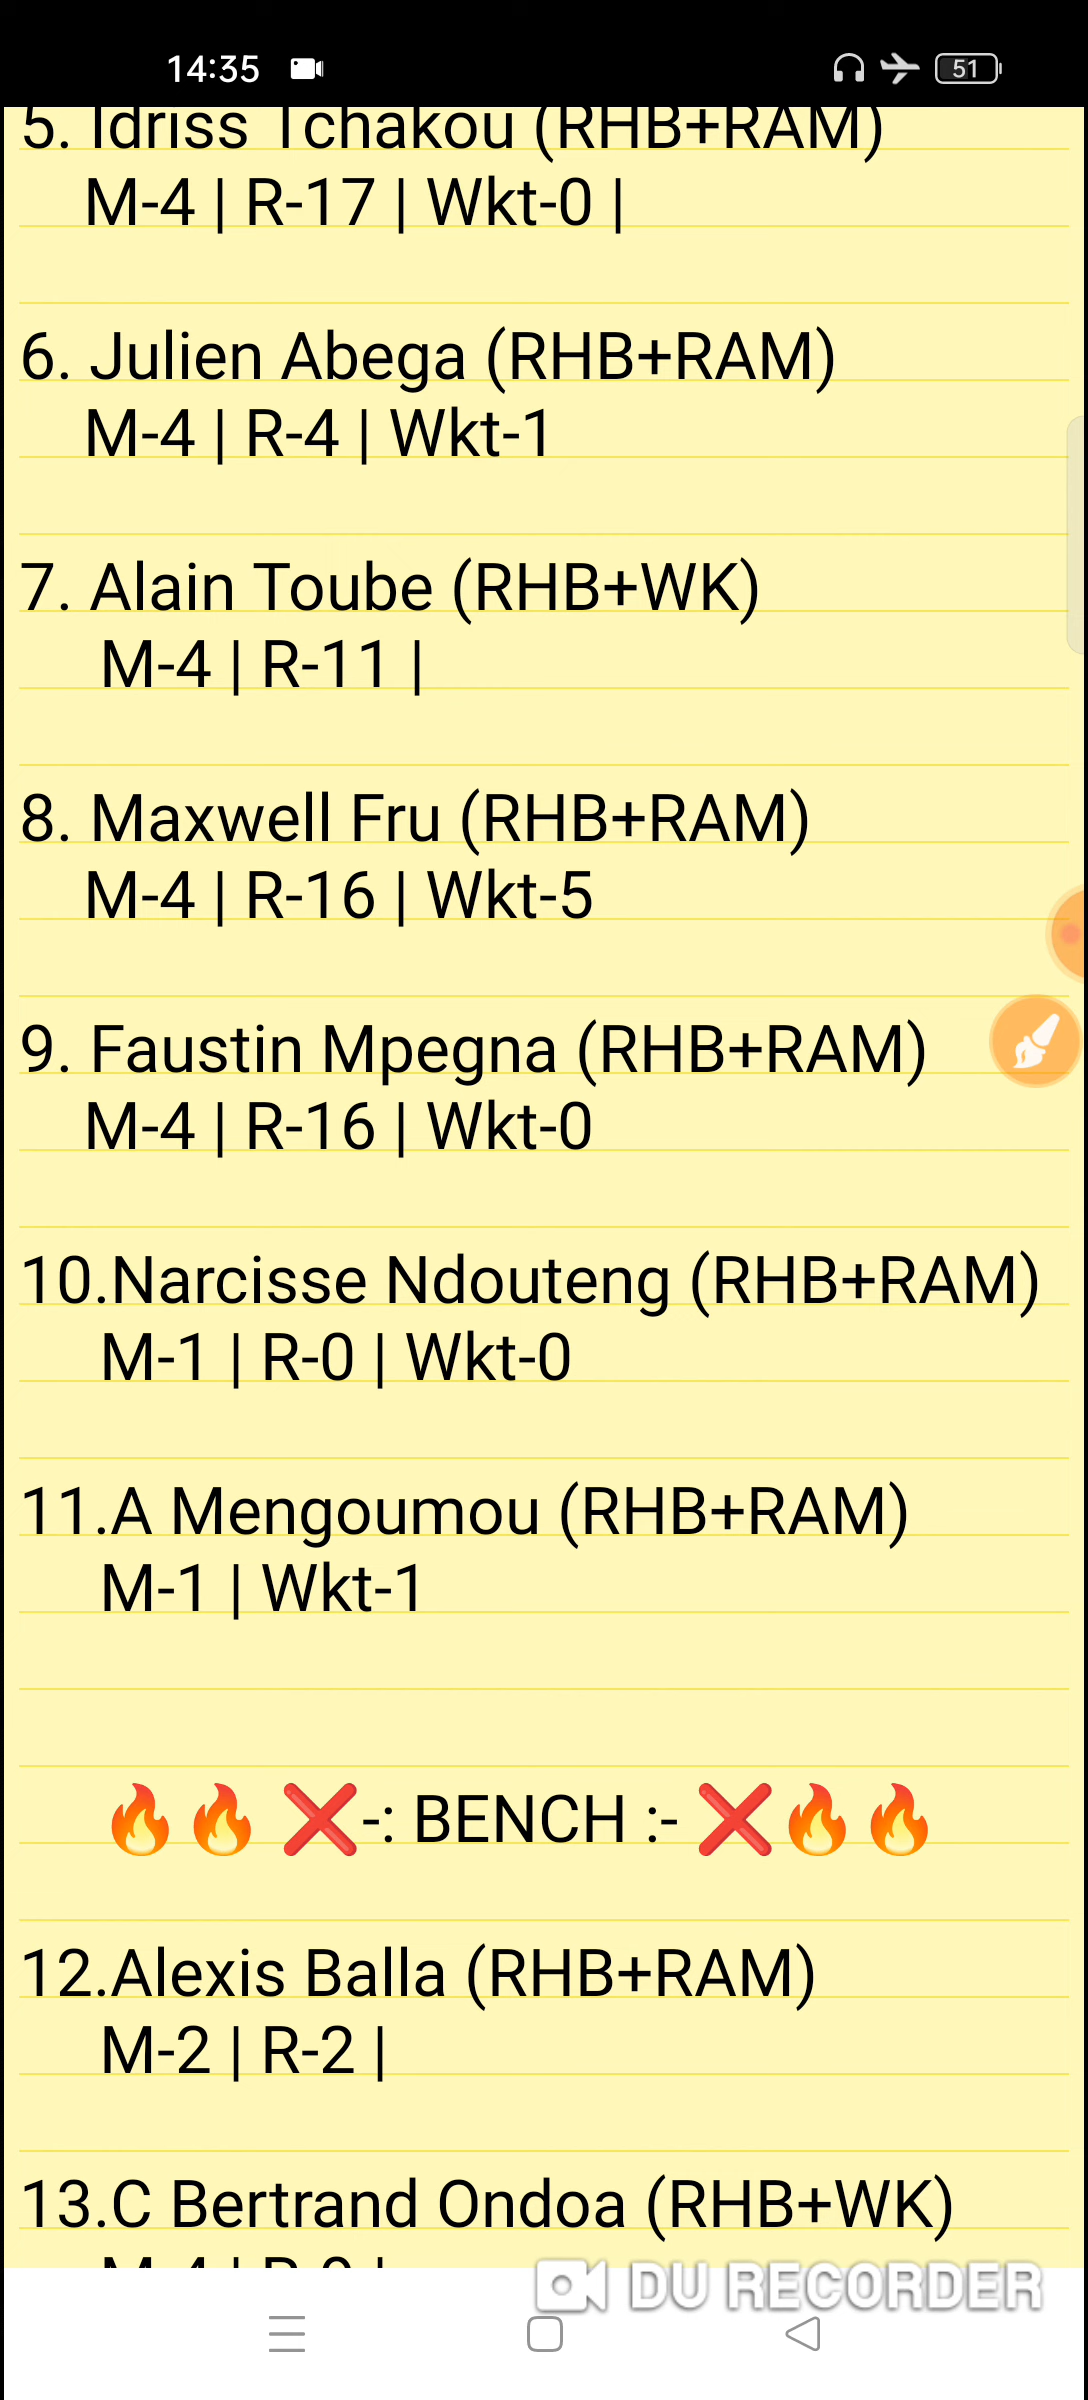 14:35 51
5. Idriss Tchakou (RHB+RAM)
M-4 | R-17 | Wkt-0 |
6. Julien Abega (RHB+RAM)
M-4 | R-4 | Wkt-1
7. Alain Toube (RHB+WK)
M-4 | R-11 |
8. Maxwell Fru (RHB+RAM)
M-4 | R-16 | Wkt-5
9. Faustin Mpegna (RHB+RAM)
M-4 | R-16 | Wkt-0
10.Narcisse Ndouteng (RHB+RAM)
M-1 | R-0 | Wkt-0
11.A Mengoumou (RHB+RAM)
M-1 | Wkt-1
🔥🔥 ❌-: BENCH :- ❌🔥🔥
12.Alexis Balla (RHB+RAM)
M-2 | R-2 |
13.C Bertrand Ondoa (RHB+WK)
DU RECORDER